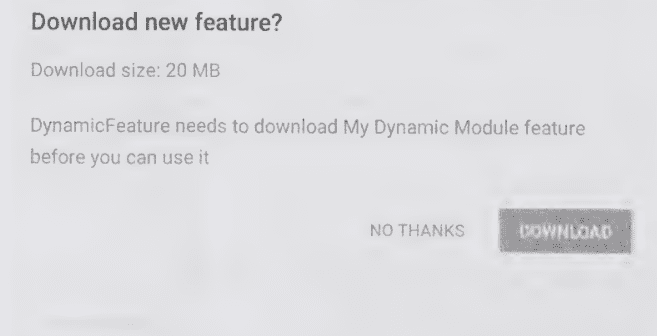 Download new feature?
Download size: 20 MB
DynamicFeature needs to download My Dynamic Module feature
before you can use it
NO THANKS
DOWNLOAD